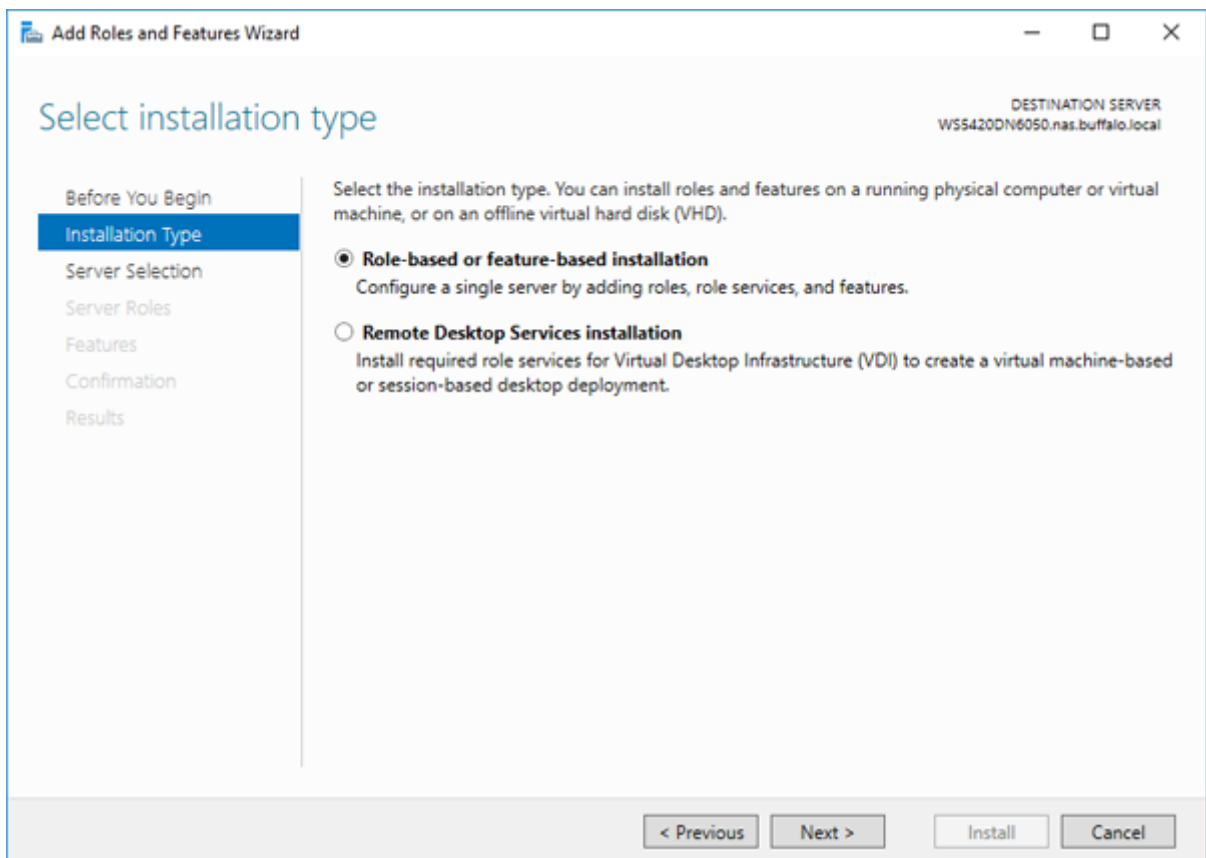 Add Roles and Features Wizard
Select installation type
DESTINATION SERVER
WS5420DN6050.nas.buffalo.local
Before You Begin
Installation Type
Server Selection
Server Roles
Features
Confirmation
Results
Select the installation type. You can install roles and features on a running physical computer or virtual
machine, or on an offline virtual hard disk (VHD).
Role-based or feature-based installation
Configure a single server by adding roles, role services, and features.
Remote Desktop Services installation
Install required role services for Virtual Desktop Infrastructure (VDI) to create a virtual machine-based
or session-based desktop deployment.
< Previous
Next >
Install
Cancel